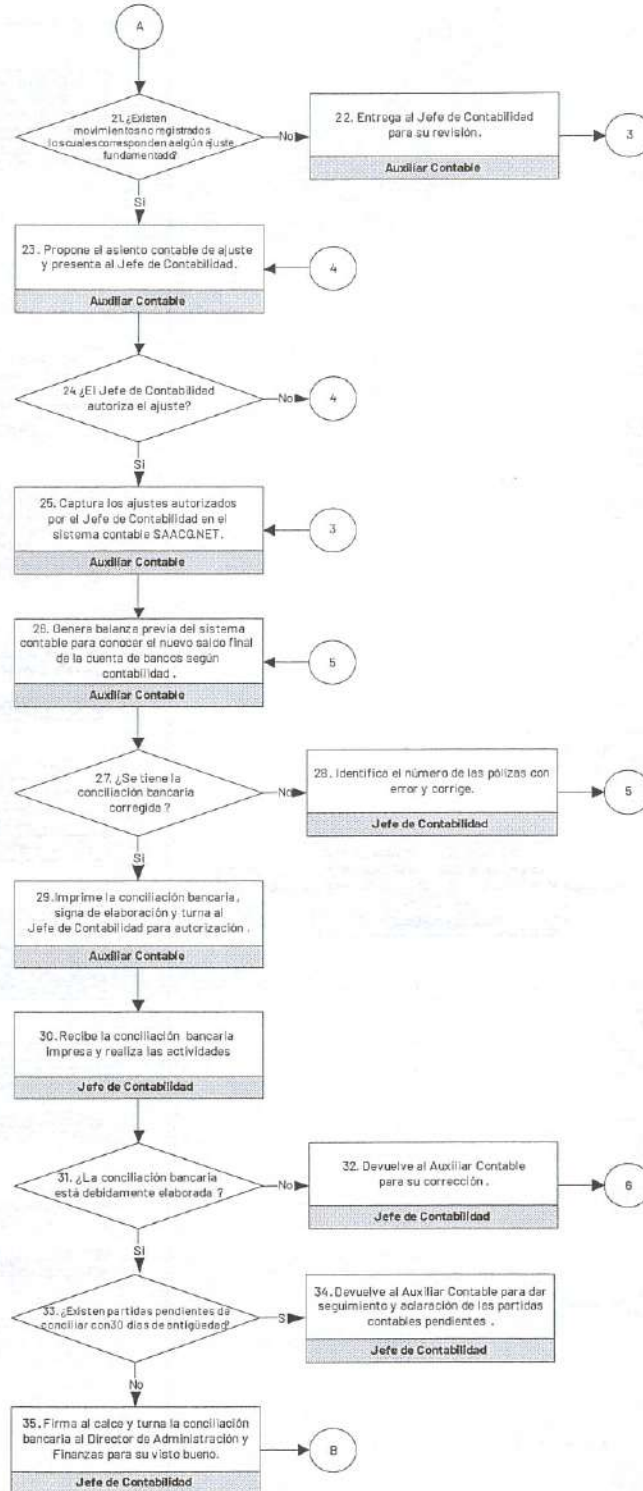 A
21. ¿Existen
movimientos no registrados
los cuales corresponden a algún ajuste
fundamentado?
No
22. Entrega al Jefe de Contabilidad
para su revisión.
Auxiliar Contable
3
Si
23. Propone el asiento contable de ajuste
y presenta al Jefe de Contabilidad.
Auxiliar Contable
4
24 ¿El Jefe de Contabilidad
autoriza el ajuste?
No
4
Si
25. Captura los ajustes autorizados
por el Jefe de Contabilidad en el
sistema contable SAACG.NET.
Auxiliar Contable
3
26. Genera balanza previa del sistema
contable para conocer el nuevo saldo final
de la cuenta de bancos según
contabilidad.
Auxiliar Contable
5
27. ¿Se tiene la
conciliación bancaria
corregida?
No
28. Identifica el número de las pólizas con
error y corrige.
Jefe de Contabilidad
5
Si
29. Imprime la conciliación bancaria,
signa de elaboración y turna al
Jefe de Contabilidad para autorización.
Auxiliar Contable
30. Recibe la conciliación bancaria
impresa y realiza las actividades
Jefe de Contabilidad
31. ¿La conciliación bancaria
está debidamente elaborada?
No
32. Devuelve al Auxiliar Contable
para su corrección.
Jefe de Contabilidad
6
Si
33. ¿Existen partidas pendientes de
conciliar con 30 días de antigüedad?
Si
34. Devuelve al Auxiliar Contable para dar
seguimiento y aclaración de las partidas
contables pendientes.
Jefe de Contabilidad
No
35. Firma al calce y turna la conciliación
bancaria al Director de Administración y
Finanzas para su visto bueno.
Jefe de Contabilidad
B